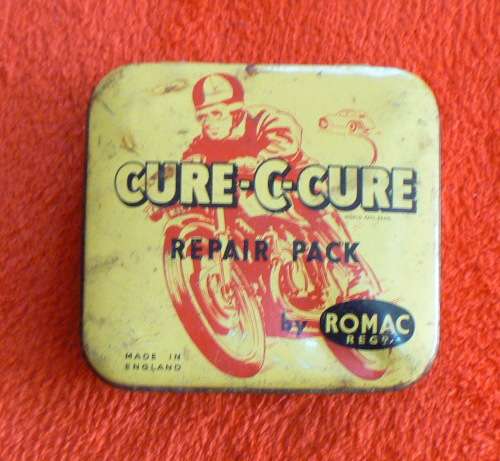 CURE-C-CURE
REPAIR PACK
by ROMAC
REGD.
MADE IN
ENGLAND